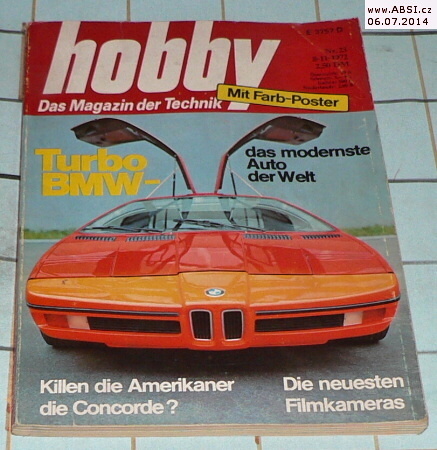 www.ABSI.cz
06.07.2014
hobby
Das Magazin der Technik
Mit Farb-Poster
Turbo
BMW-
das modernste
Auto
der Welt
BMW
Killen die Amerikaner
die Concorde?
Die neuesten
Filmkameras